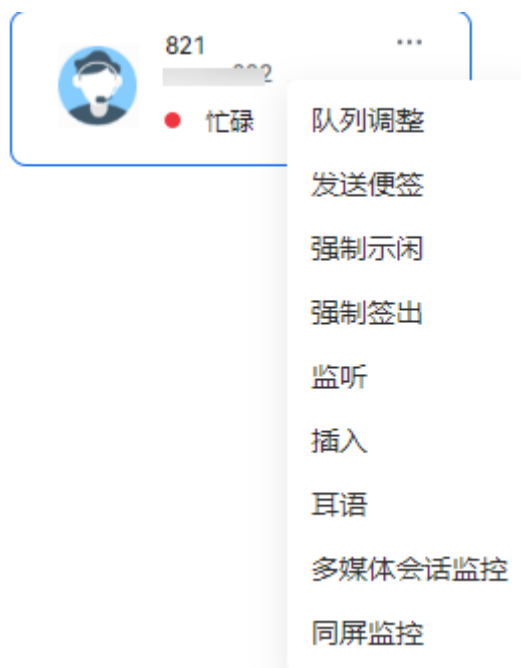 821
队列调整
忙碌
发送便签
强制示闲
强制签出
监听
插入
耳语
多媒体会话监控
同屏监控